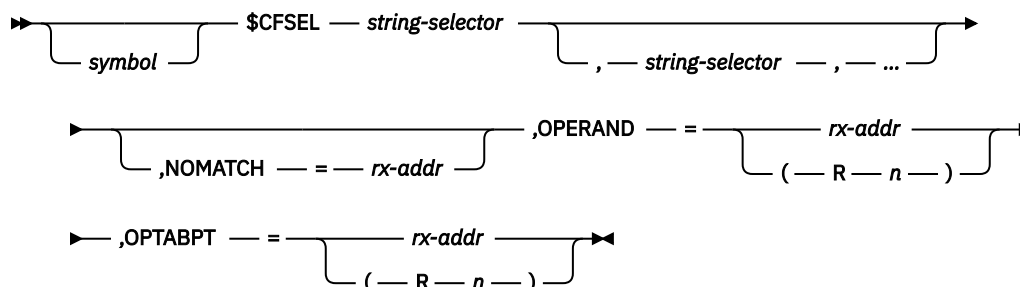 $CFSEL string-selector
symbol , string-selector , ...
,OPERAND = rx-addr
,NOMATCH = rx-addr ( R n )
,OPTABPT = rx-addr
( R n )